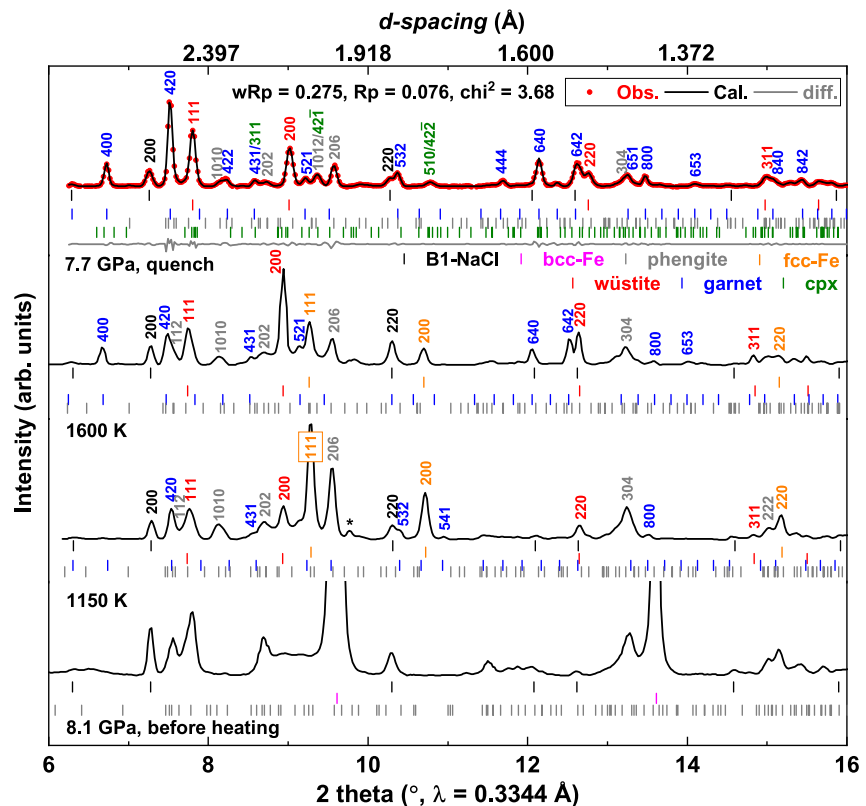 d-spacing (Å)
2.397 1.918 1.600 1.372
wRp = 0.275, Rp = 0.076, chi² = 3.68
Obs. Cal. diff.
400 200 420 111 1010 422 431/311 202 521 200 1012/42̅1 206 220 532 510/42̅2 444 640 642 220 304 651 800 653 311 840 842
7.7 GPa, quench
B1-NaCl bcc-Fe phengite fcc-Fe
wüstite garnet cpx
400 200 420 112 111 1010 431 202 200 521 111 206 220 200 640 642 220 304 800 653 311 220
1600 K
200 420 112 111 1010 431 202 200 111 206 * 220 532 200 541 220 304 800 311 222 220
1150 K
8.1 GPa, before heating
Intensity (arb. units)
6 8 10 12 14 16
2 theta (°, λ = 0.3344 Å)